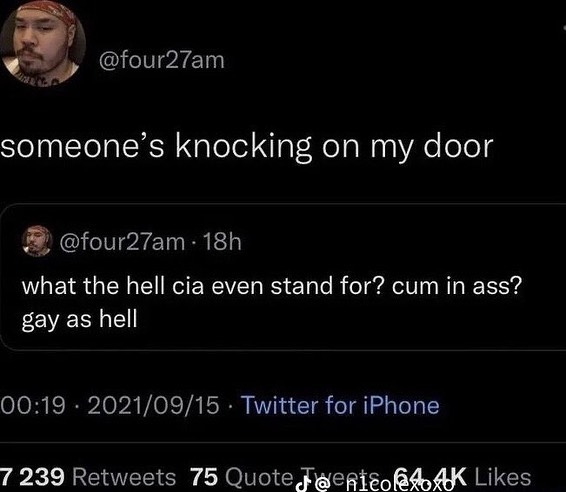 @four27am
someone's knocking on my door
@four27am · 18h
what the hell cia even stand for? cum in ass?
gay as hell
00:19 · 2021/09/15 · Twitter for iPhone
7 239 Retweets 75 Quote Tweets 64.4K Likes
@_n1colexoxo